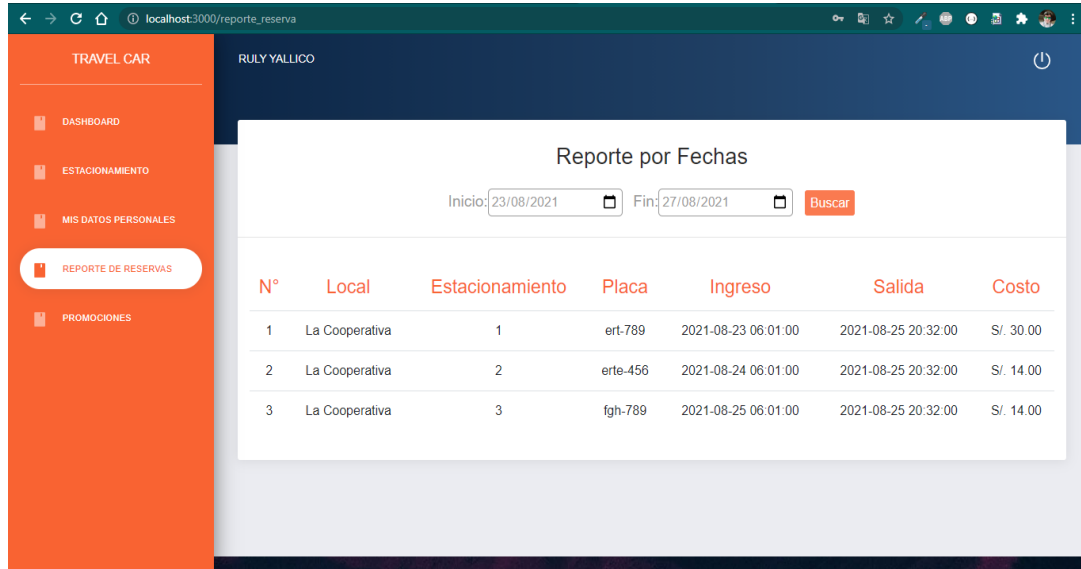 localhost:3000/reporte_reserva
TRAVEL CAR
RULY YALLICO
DASHBOARD
ESTACIONAMIENTO
MIS DATOS PERSONALES
REPORTE DE RESERVAS
PROMOCIONES
Reporte por Fechas
Inicio: 23/08/2021 Fin: 27/08/2021 Buscar
N° Local Estacionamiento Placa Ingreso Salida Costo
1 La Cooperativa 1 ert-789 2021-08-23 06:01:00 2021-08-25 20:32:00 S/. 30.00
2 La Cooperativa 2 erte-456 2021-08-24 06:01:00 2021-08-25 20:32:00 S/. 14.00
3 La Cooperativa 3 fgh-789 2021-08-25 06:01:00 2021-08-25 20:32:00 S/. 14.00